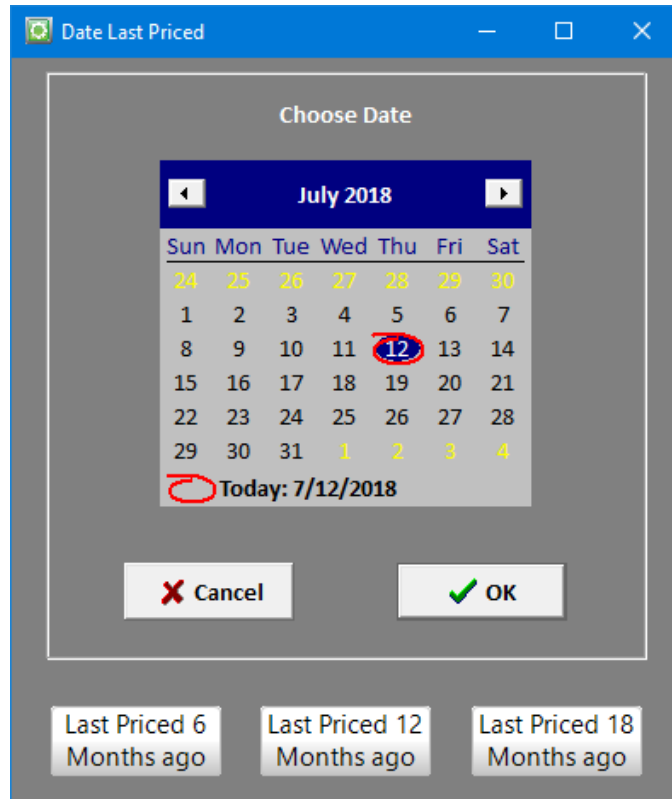 Date Last Priced
Choose Date
July 2018
Sun Mon Tue Wed Thu Fri Sat
24 25 26 27 28 29 30
1 2 3 4 5 6 7
8 9 10 11 12 13 14
15 16 17 18 19 20 21
22 23 24 25 26 27 28
29 30 31 1 2 3 4
Today: 7/12/2018
Cancel OK
Last Priced 6 Last Priced 12 Last Priced 18
Months ago Months ago Months ago